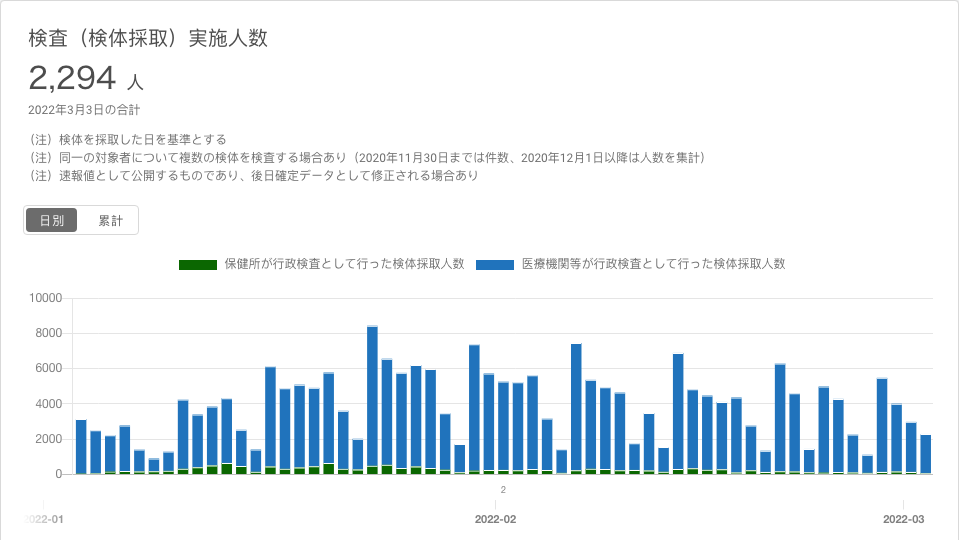 検査（検体採取）実施人数
2,294 人
2022年3月3日の合計
（注）検体を採取した日を基準とする
（注）同一の対象者について複数の検体を検査する場合あり（2020年11月30日までは件数、2020年12月1日以降は人数を集計）
（注）速報値として公開するものであり、後日確定データとして修正される場合あり
日別 累計
保健所が行政検査として行った検体採取人数 医療機関等が行政検査として行った検体採取人数
10000
8000
6000
4000
2000
0
2
2022-01 2022-02 2022-03